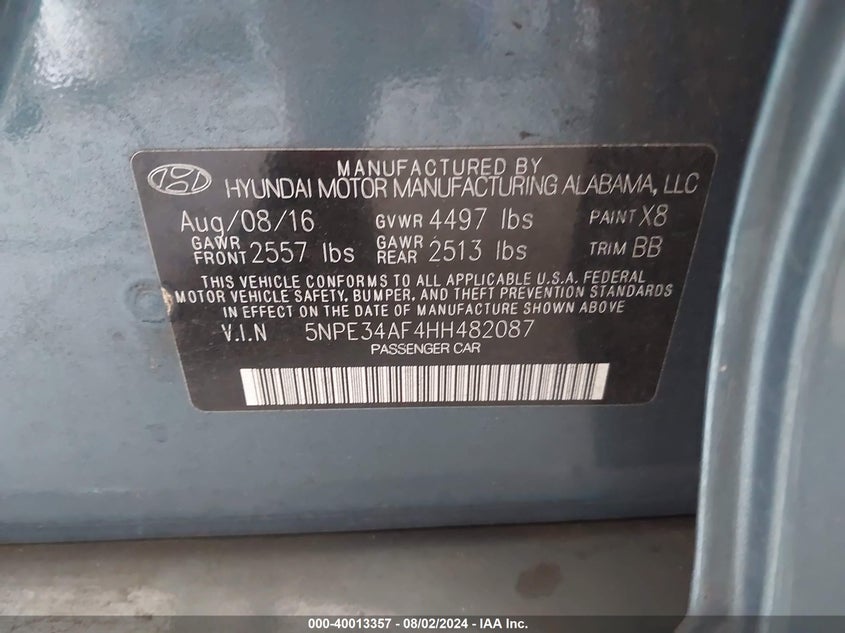 MANUFACTURED BY
HYUNDAI MOTOR MANUFACTURING ALABAMA, LLC
Aug/08/16 GVWR 4497 lbs PAINT X8
GAWR FRONT 2557 lbs GAWR REAR 2513 lbs TRIM BB
THIS VEHICLE CONFORMS TO ALL APPLICABLE U.S.A. FEDERAL
MOTOR VEHICLE SAFETY, BUMPER, AND THEFT PREVENTION STANDARDS
IN EFFECT ON THE DATE OF MANUFACTURE SHOWN ABOVE
V.I.N 5NPE34AF4HH482087
PASSENGER CAR
000-40013357 - 08/02/2024 - IAA Inc.